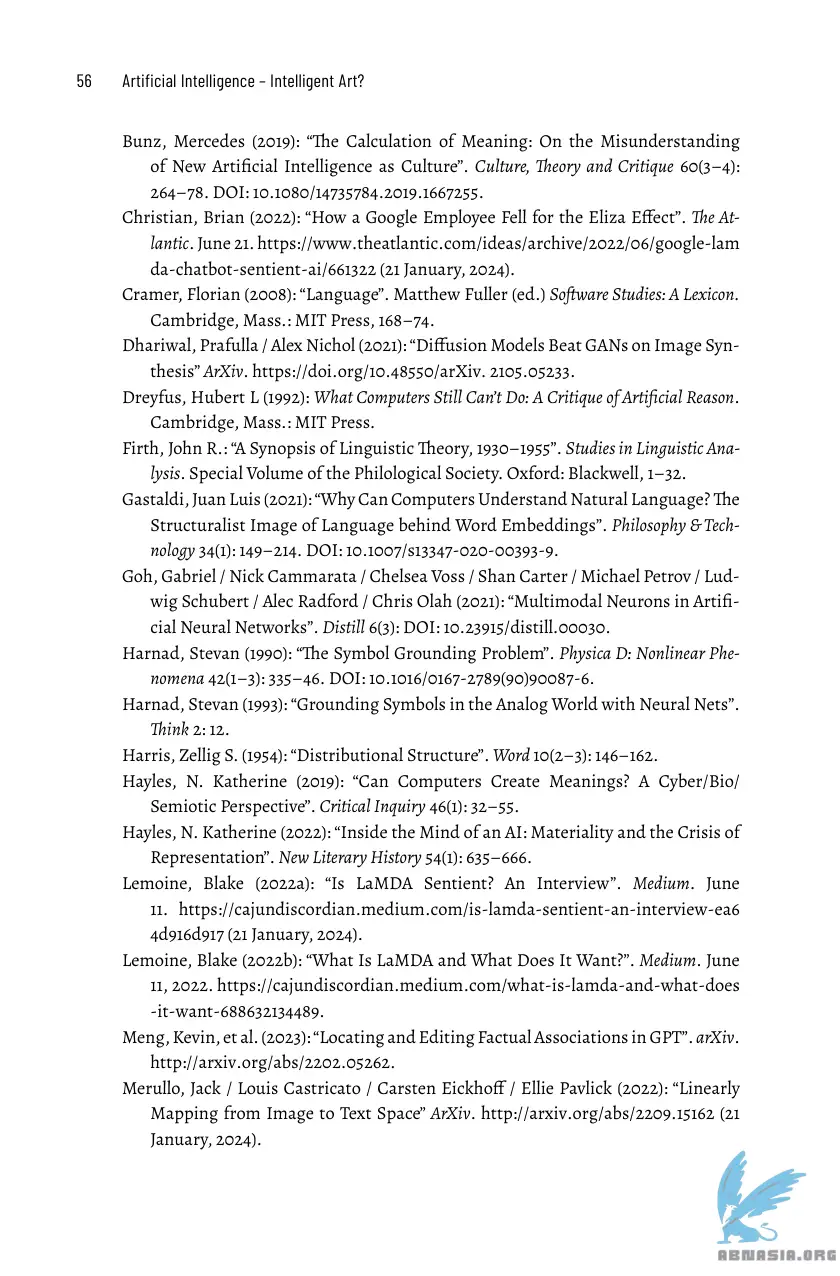 56 Artificial Intelligence – Intelligent Art?
Bunz, Mercedes (2019): “The Calculation of Meaning: On the Misunderstanding
of New Artificial Intelligence as Culture”. Culture, Theory and Critique 60(3–4):
264–78. DOI: 10.1080/14735784.2019.1667255.
Christian, Brian (2022): “How a Google Employee Fell for the Eliza Effect”. The At-
lantic. June 21. https://www.theatlantic.com/ideas/archive/2022/06/google-lam
da-chatbot-sentient-ai/661322 (21 January, 2024).
Cramer, Florian (2008): “Language”. Matthew Fuller (ed.) Software Studies: A Lexicon.
Cambridge, Mass.: MIT Press, 168–74.
Dhariwal, Prafulla / Alex Nichol (2021): “Diffusion Models Beat GANs on Image Syn-
thesis” ArXiv. https://doi.org/10.48550/arXiv. 2105.05233.
Dreyfus, Hubert L (1992): What Computers Still Can’t Do: A Critique of Artificial Reason.
Cambridge, Mass.: MIT Press.
Firth, John R.: “A Synopsis of Linguistic Theory, 1930–1955”. Studies in Linguistic Ana-
lysis. Special Volume of the Philological Society. Oxford: Blackwell, 1–32.
Gastaldi, Juan Luis (2021): “Why Can Computers Understand Natural Language? The
Structuralist Image of Language behind Word Embeddings”. Philosophy & Tech-
nology 34(1): 149–214. DOI: 10.1007/s13347-020-00393-9.
Goh, Gabriel / Nick Cammarata / Chelsea Voss / Shan Carter / Michael Petrov / Lud-
wig Schubert / Alec Radford / Chris Olah (2021): “Multimodal Neurons in Artifi-
cial Neural Networks”. Distill 6(3): DOI: 10.23915/distill.00030.
Harnad, Stevan (1990): “The Symbol Grounding Problem”. Physica D: Nonlinear Phe-
nomena 42(1–3): 335–46. DOI: 10.1016/0167-2789(90)90087-6.
Harnad, Stevan (1993): “Grounding Symbols in the Analog World with Neural Nets”.
Think 2: 12.
Harris, Zellig S. (1954): “Distributional Structure”. Word 10(2–3): 146–162.
Hayles, N. Katherine (2019): “Can Computers Create Meanings? A Cyber/Bio/
Semiotic Perspective”. Critical Inquiry 46(1): 32–55.
Hayles, N. Katherine (2022): “Inside the Mind of an AI: Materiality and the Crisis of
Representation”. New Literary History 54(1): 635–666.
Lemoine, Blake (2022a): “Is LaMDA Sentient? An Interview”. Medium. June
11. https://cajundiscordian.medium.com/is-lamda-sentient-an-interview-ea6
4d916d917 (21 January, 2024).
Lemoine, Blake (2022b): “What Is LaMDA and What Does It Want?”. Medium. June
11, 2022. https://cajundiscordian.medium.com/what-is-lamda-and-what-does
-it-want-688632134489.
Meng, Kevin, et al. (2023): “Locating and Editing Factual Associations in GPT”. arXiv.
http://arxiv.org/abs/2202.05262.
Merullo, Jack / Louis Castricato / Carsten Eickhoff / Ellie Pavlick (2022): “Linearly
Mapping from Image to Text Space” ArXiv. http://arxiv.org/abs/2209.15162 (21
January, 2024).
ABNASIA.ORG